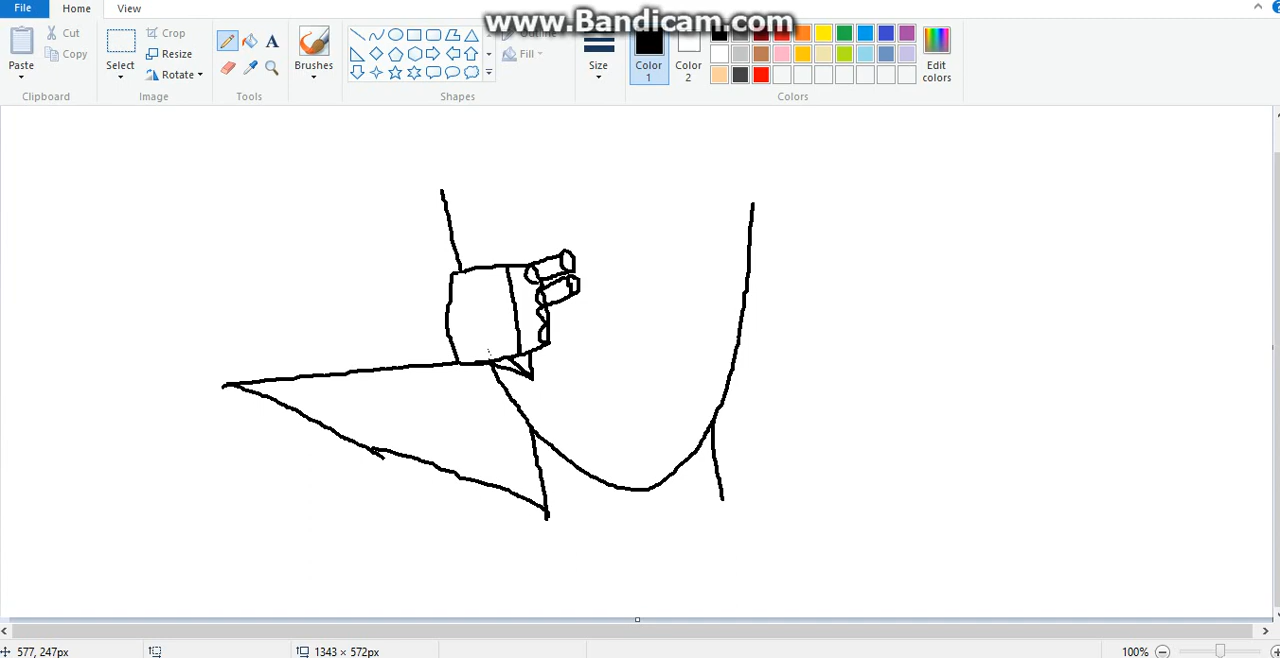 www.Bandicam.com
File Home View
Cut
Copy
Paste
Clipboard
Crop
Resize
Rotate
Select
Image
Tools
Brushes
Outline
Fill
Shapes
Size
Color 1
Color 2
Edit colors
Colors
577, 247px
1343 × 572px
100%